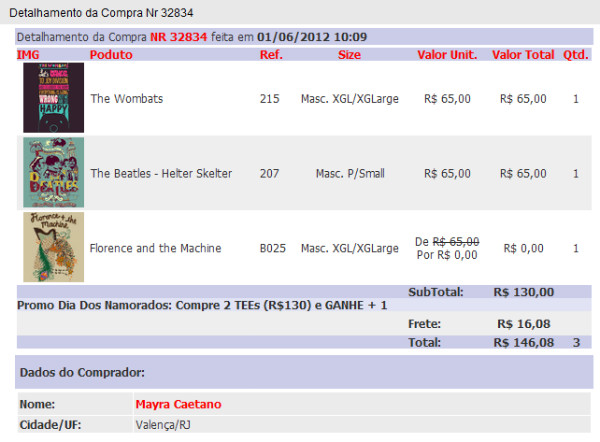 Detalhamento da Compra Nr 32834
Detalhamento da Compra NR 32834 feita em 01/06/2012 10:09
IMG Poduto Ref. Size Valor Unit. Valor Total Qtd.
The Wombats 215 Masc. XGL/XGLarge R$ 65,00 R$ 65,00 1
WRONG
HAPPY
The Beatles - Helter Skelter 207 Masc. P/Small R$ 65,00 R$ 65,00 1
Florence + the
Machine
Florence and the Machine B025 Masc. XGL/XGLarge De R$ 65,00 R$ 0,00 1
Por R$ 0,00
SubTotal: R$ 130,00
Promo Dia Dos Namorados: Compre 2 TEEs (R$130) e GANHE + 1
Frete: R$ 16,08
Total: R$ 146,08 3
Dados do Comprador:
Nome: Mayra Caetano
Cidade/UF: Valença/RJ